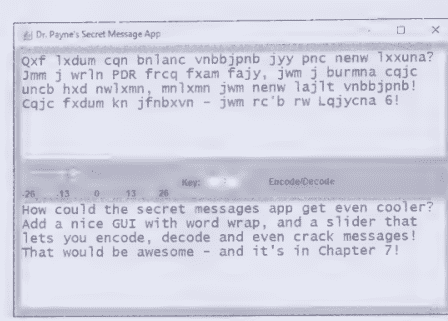 Dr. Payne's Secret Message App
Qxf lxdum cqn bnlanc vnbbjpnb jyy pnc nenw lxxuna?
Jmm j wrln PDR frcq fxam fajy, jwm j burmna cqjc
uncb hxd nwlxmn, mnlxmn jwm nenw lajlt vnbbjpnb!
Cqjc fxdum kn jfnbxvn - jwm rc'b rw Lqjycna 6!
Key: Encode/Decode
-26 -13 0 13 26
How could the secret messages app get even cooler?
Add a nice GUI with word wrap, and a slider that
lets you encode, decode and even crack messages!
That would be awesome - and it's in Chapter 7!